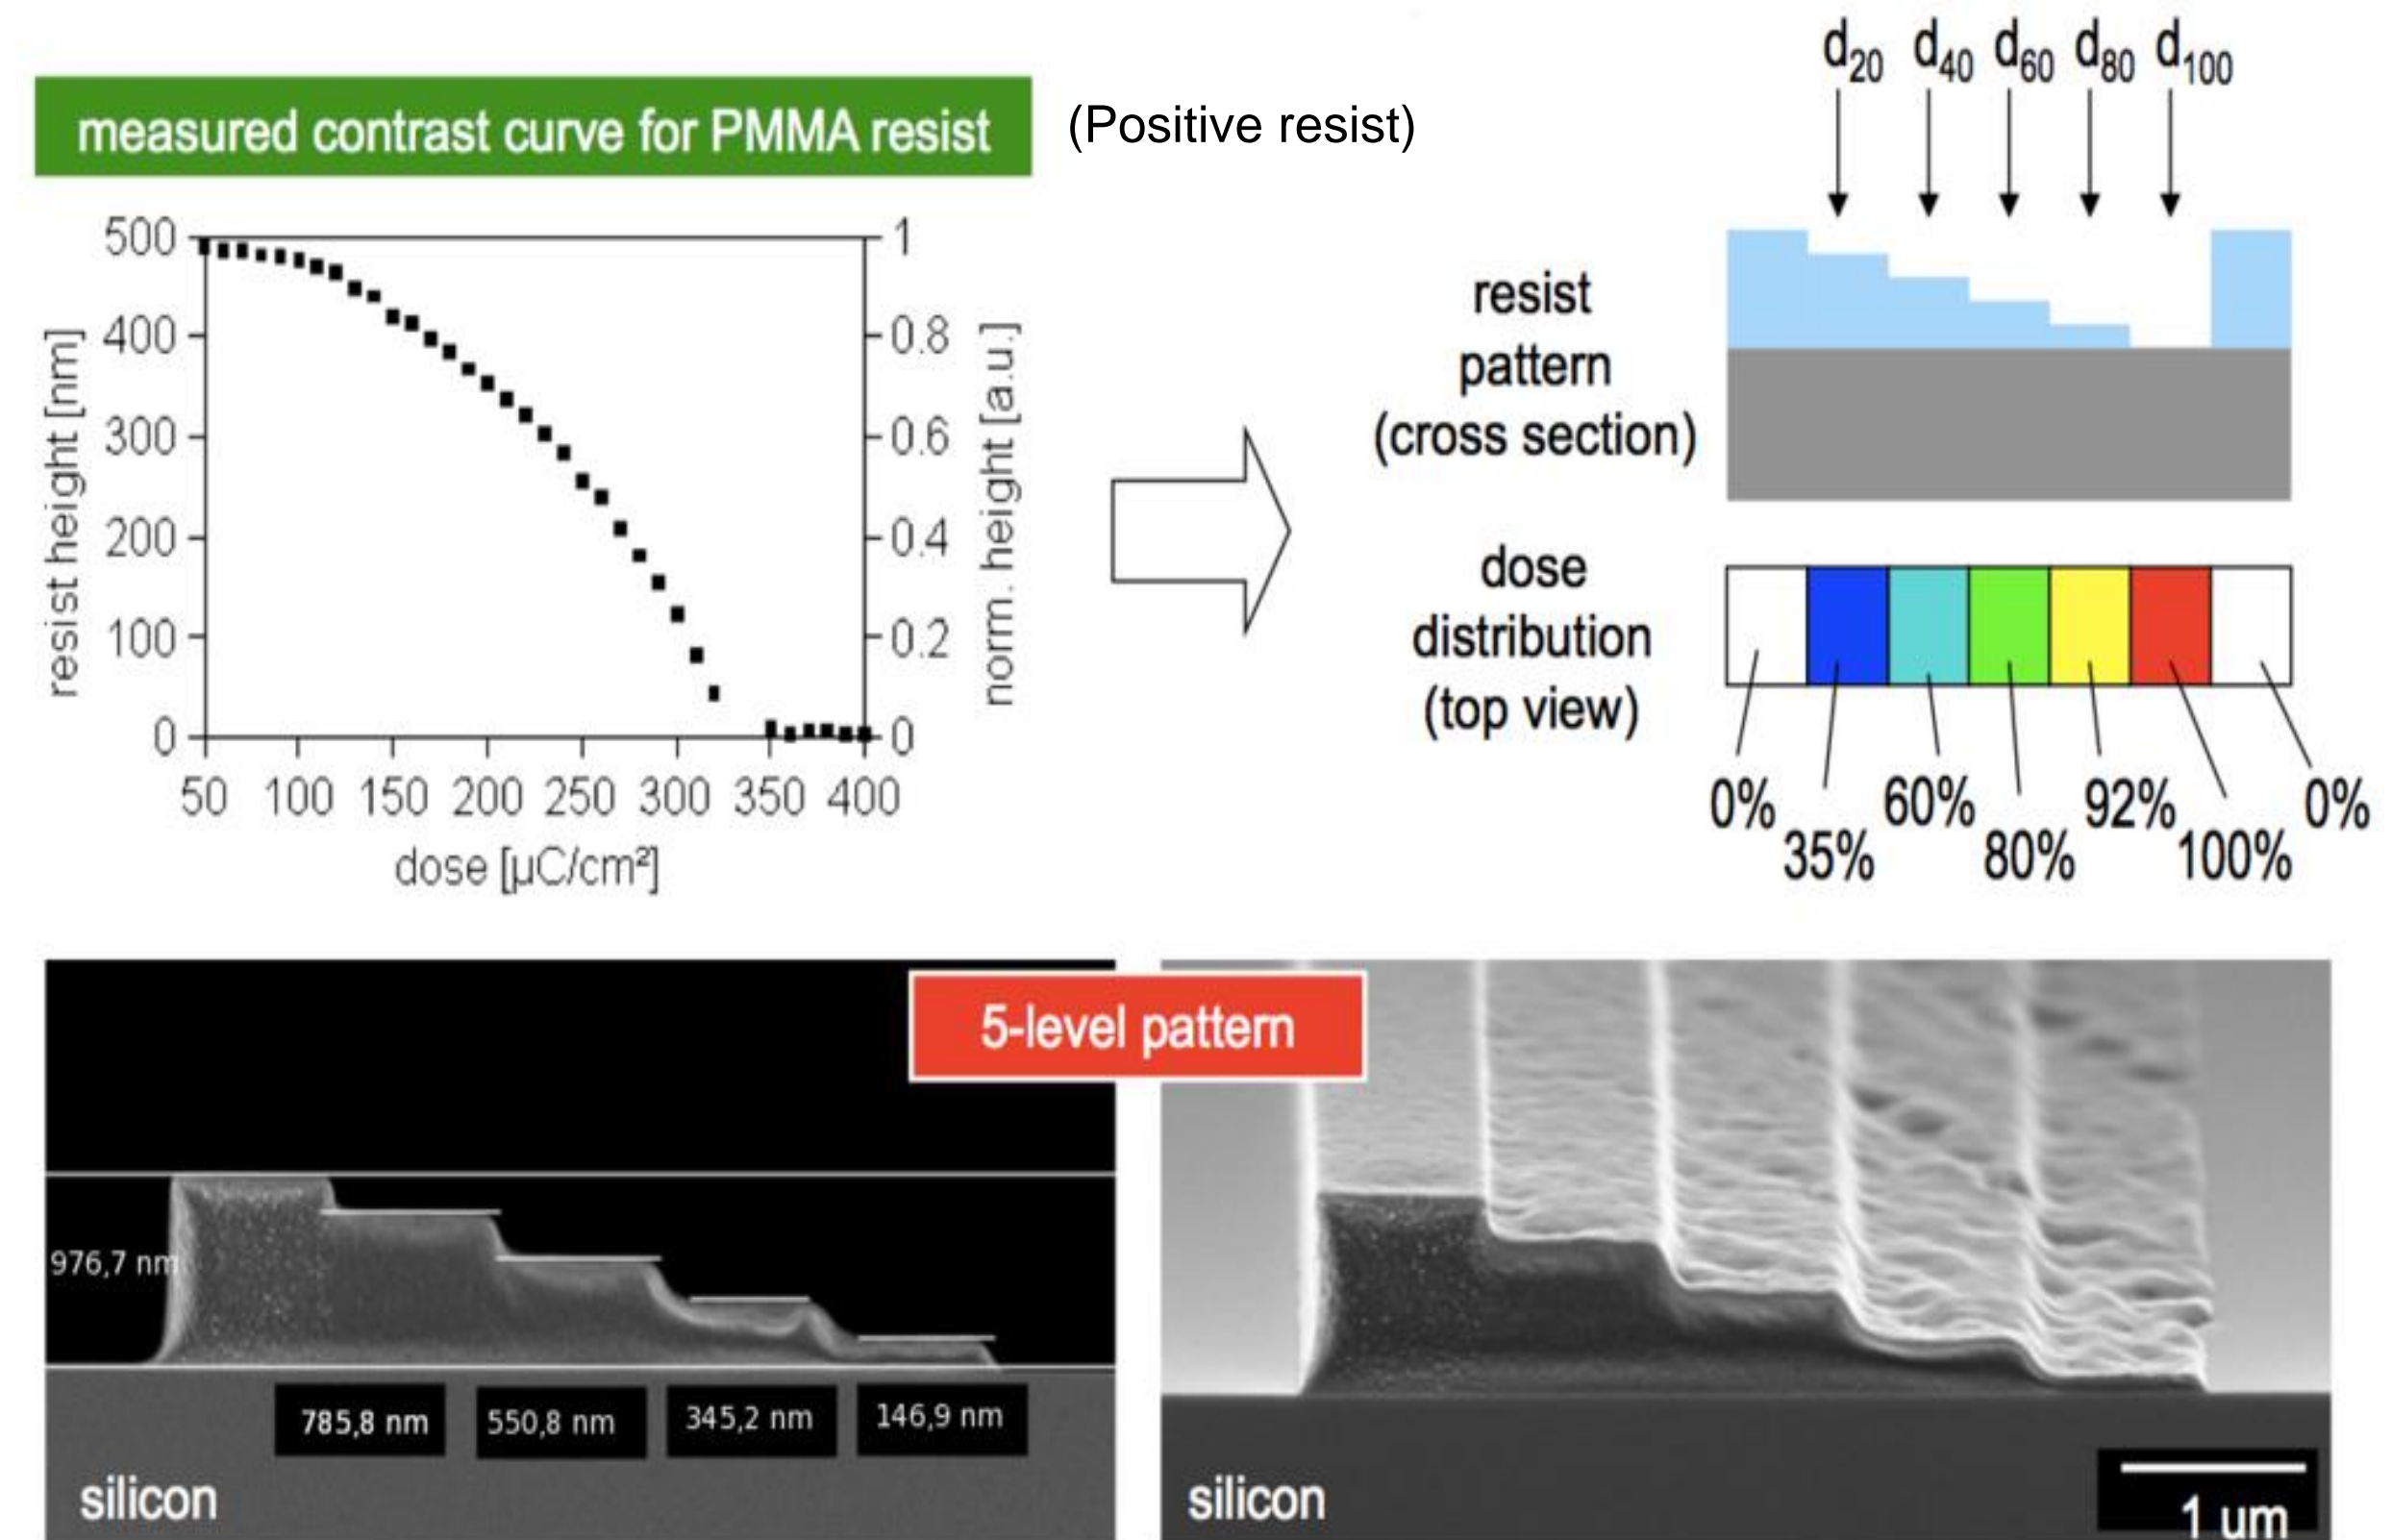 measured contrast curve for PMMA resist
(Positive resist)
500
400
300
200
100
0
resist height [nm]
1
0.8
0.6
0.4
0.2
0
norm. height [a.u.]
50 100 150 200 250 300 350 400
dose [µC/cm²]
d20 d40 d60 d80 d100
resist
pattern
(cross section)
dose
distribution
(top view)
0% 60% 92% 0%
35% 80% 100%
5-level pattern
976,7 nm
785,8 nm 550,8 nm 345,2 nm 146,9 nm
silicon
silicon
1 um